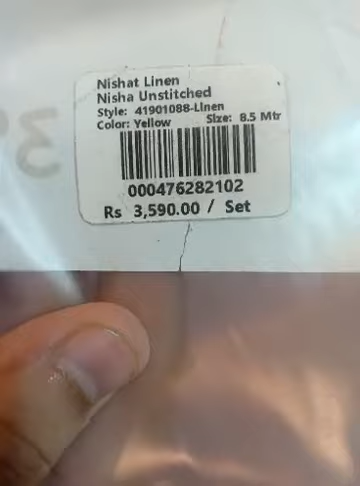 Nishat Linen
Nisha Unstitched
Style: 41901088-Linen
Color: Yellow Size: 8.5 Mtr
000476282102
Rs 3,590.00 / Set